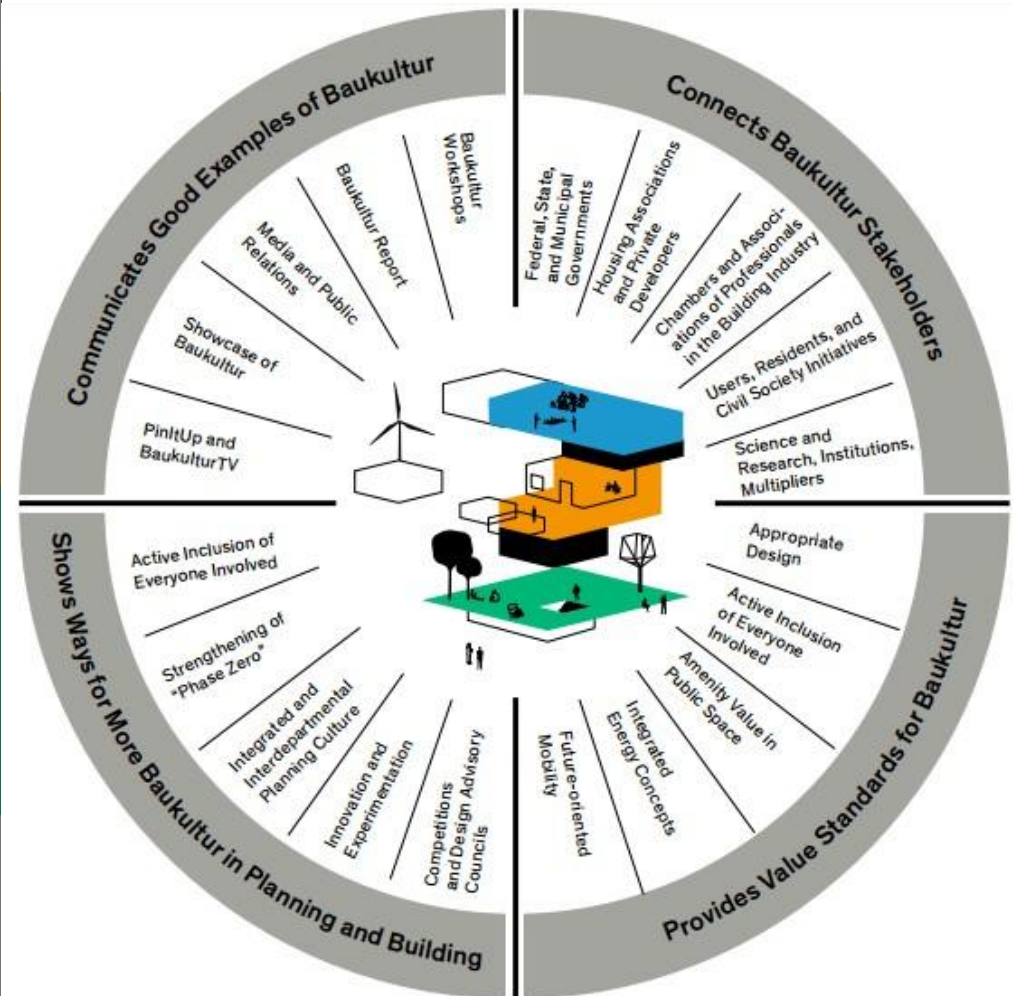 Communicates Good Examples of Baukultur
PinItUp and
BaukulturTV
Showcase of
Baukultur
Media and Public
Relations
Baukultur Report
Baukultur
Workshops
Connects Baukultur Stakeholders
Federal, State,
and Municipal
Governments
Housing Associations
and Private
Developers
Chambers and Associ-
ations of Professionals
in the Building Industry
Users, Residents, and
Civil Society Initiatives
Science and
Research, Institutions,
Multipliers
Provides Value Standards for Baukultur
Appropriate
Design
Active Inclusion
of Everyone
Involved
Amenity Value in
Public Space
Integrated
Energy Concepts
Future-oriented
Mobility
Shows Ways for More Baukultur in Planning and Building
Active Inclusion of
Everyone Involved
Strengthening of
"Phase Zero"
Integrated and
Interdepartmental
Planning Culture
Innovation and
Experimentation
Competitions
and Design Advisory
Councils